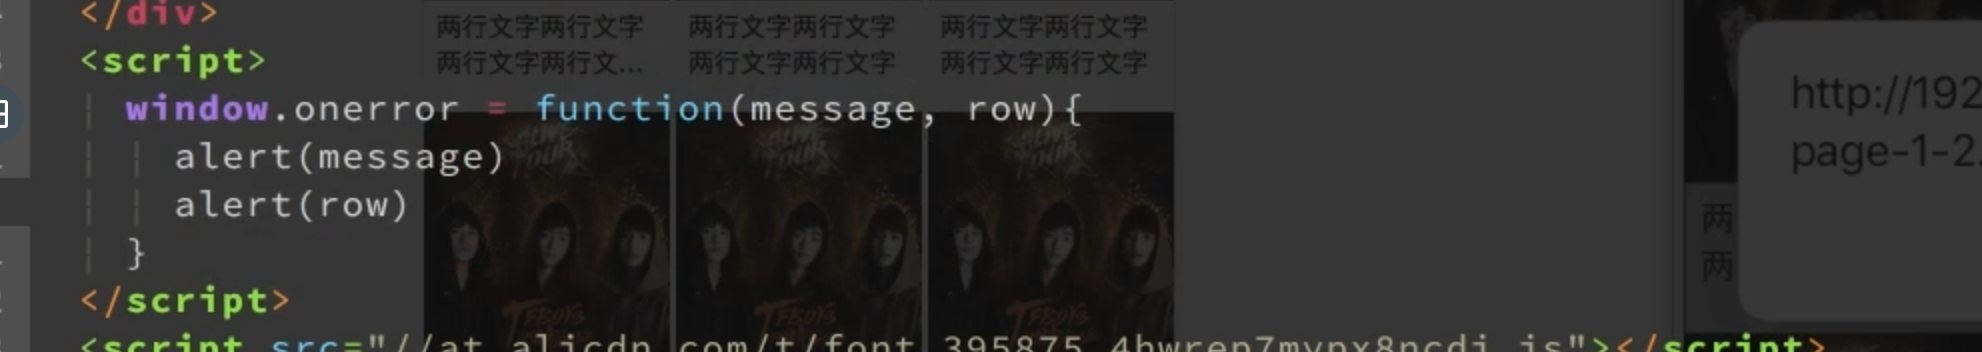 </div>
两行文字两行文字 两行文字两行文字 两行文字两行文字
<script>
两行文字两行文... 两行文字两行文字 两行文字两行文字
window.onerror = function(message, row){
http://192
alert(message)
page-1-2.
alert(row)
两
}
两
</script>
<script src="//at.alicdn.com/t/font_395875_4hwrep7mvpx8ncdi.js"></script>